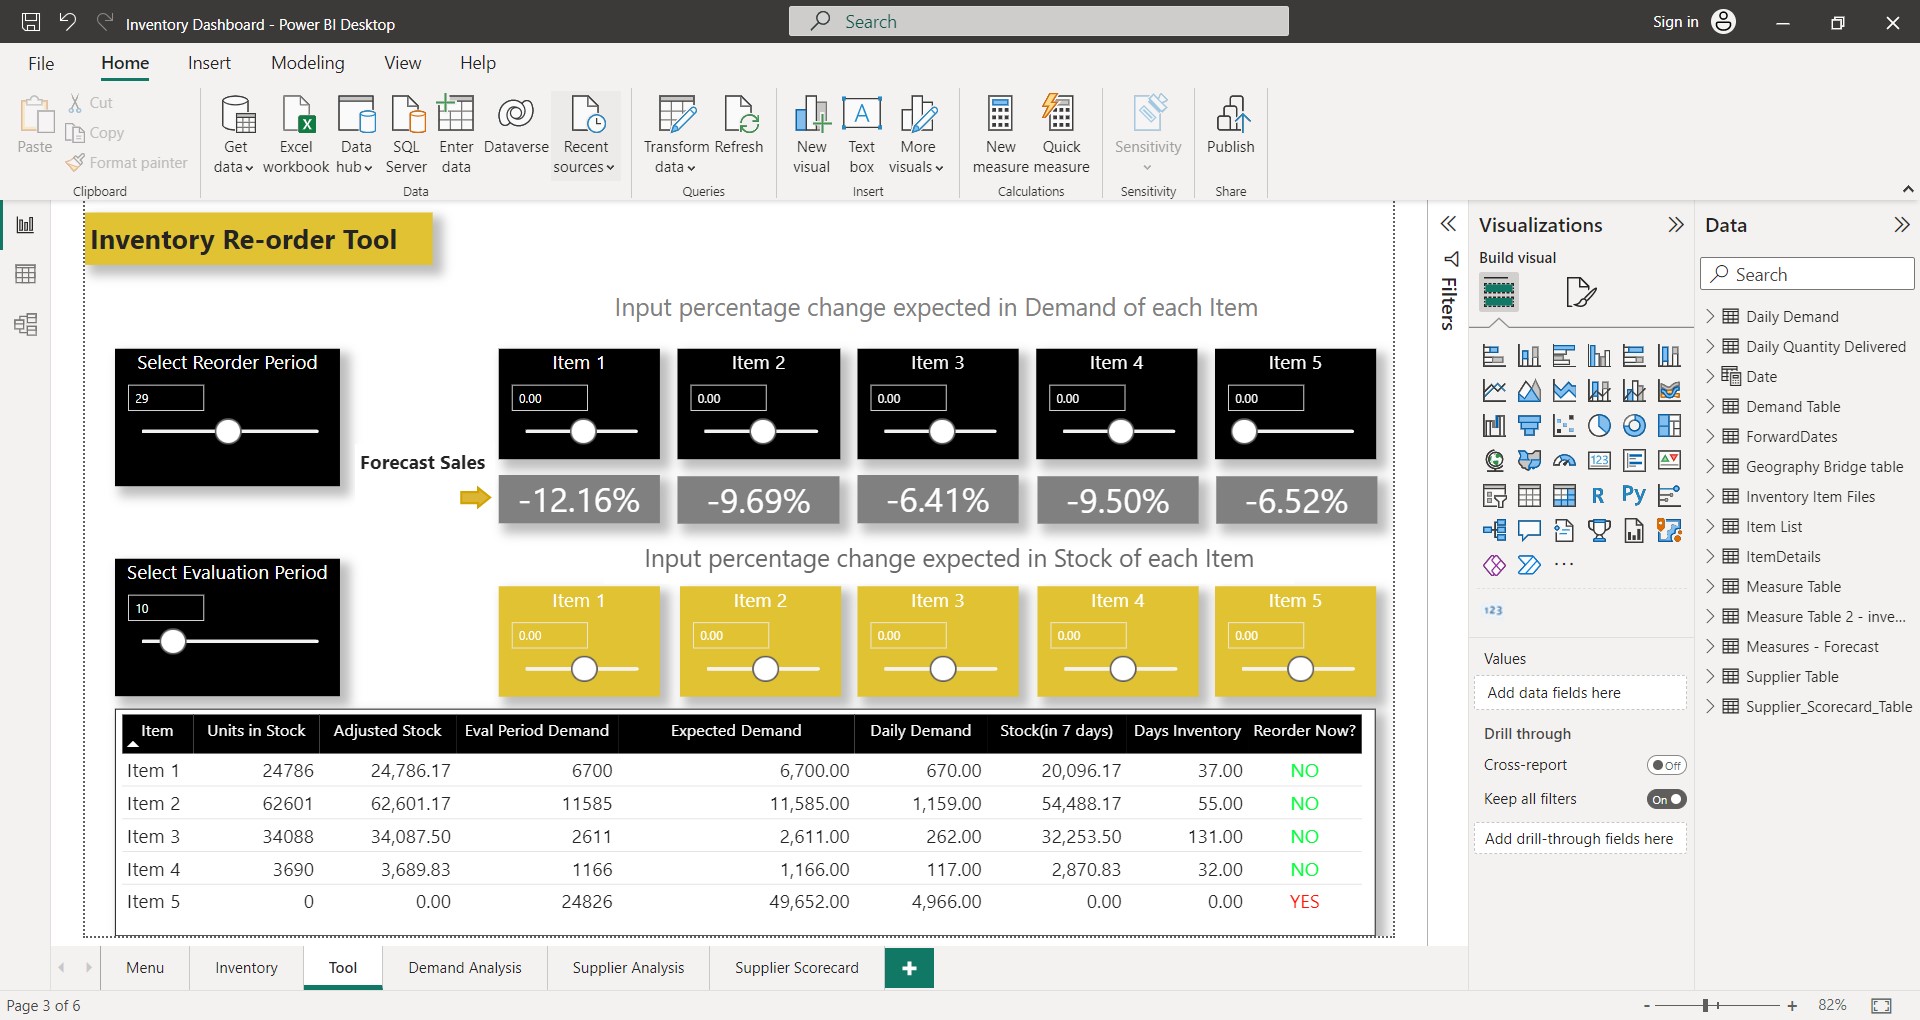 Inventory Dashboard - Power BI Desktop
Search
Sign in
File Home Insert Modeling View Help
Paste
Cut
Copy
Format painter
Clipboard
Get data
Excel workbook
Data hub
SQL Server
Enter data
Dataverse
Recent sources
Data
Transform data
Refresh
Queries
New visual
Text box
More visuals
Insert
New measure
Quick measure
Calculations
Sensitivity
Sensitivity
Publish
Share
Inventory Re-order Tool
Input percentage change expected in Demand of each Item
Select Reorder Period
29
Item 1 Item 2 Item 3 Item 4 Item 5
0.00 0.00 0.00 0.00 0.00
Forecast Sales
-12.16% -9.69% -6.41% -9.50% -6.52%
Input percentage change expected in Stock of each Item
Select Evaluation Period
10
Item 1 Item 2 Item 3 Item 4 Item 5
0.00 0.00 0.00 0.00 0.00
Item Units in Stock Adjusted Stock Eval Period Demand Expected Demand Daily Demand Stock(in 7 days) Days Inventory Reorder Now?
Item 1 24786 24,786.17 6700 6,700.00 670.00 20,096.17 37.00 NO
Item 2 62601 62,601.17 11585 11,585.00 1,159.00 54,488.17 55.00 NO
Item 3 34088 34,087.50 2611 2,611.00 262.00 32,253.50 131.00 NO
Item 4 3690 3,689.83 1166 1,166.00 117.00 2,870.83 32.00 NO
Item 5 0 0.00 24826 49,652.00 4,966.00 0.00 0.00 YES
Filters
Visualizations
Build visual
123
R Py
...
123
Values
Add data fields here
Drill through
Cross-report Off
Keep all filters On
Add drill-through fields here
Data
Search
Daily Demand
Daily Quantity Delivered
Date
Demand Table
ForwardDates
Geography Bridge table
Inventory Item Files
Item List
ItemDetails
Measure Table
Measure Table 2 - inve...
Measures - Forecast
Supplier Table
Supplier_Scorecard_Table
Menu Inventory Tool Demand Analysis Supplier Analysis Supplier Scorecard +
Page 3 of 6
- + 82%